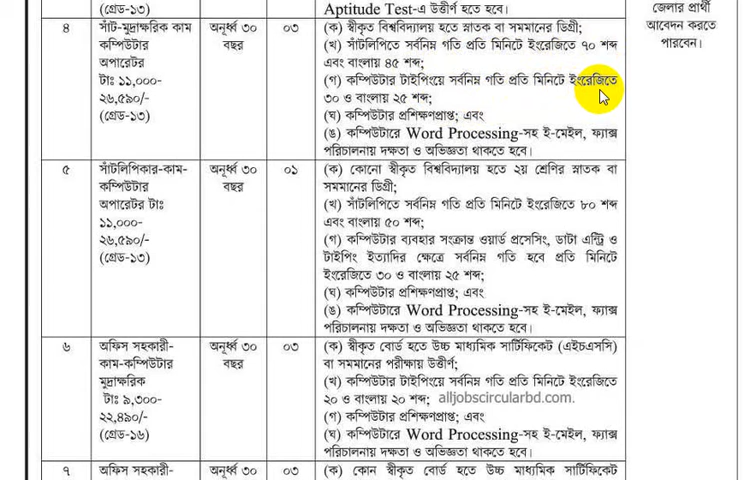 (গ্রেড-১৩)
Aptitude Test-এ উত্তীর্ণ হতে হবে।
জেলার প্রার্থী
আবেদন করতে
পারবেন।
৪
সাঁট-মুদ্রাক্ষরিক কাম
কম্পিউটার
অপারেটর
টাঃ ১১,০০০-
২৬,৫৯০/-
(গ্রেড-১৩)
অনূর্ধ্ব ৩০
বছর
০৩
(ক) স্বীকৃত বিশ্ববিদ্যালয় হতে স্নাতক বা সমমানের ডিগ্রী;
(খ) সাঁটলিপিতে সর্বনিম্ন গতি প্রতি মিনিটে ইংরেজিতে ৭০ শব্দ
এবং বাংলায় ৪৫ শব্দ;
(গ) কম্পিউটার টাইপিংয়ে সর্বনিম্ন গতি প্রতি মিনিটে ইংরেজিতে
৩০ ও বাংলায় ২৫ শব্দ;
(ঘ) কম্পিউটার প্রশিক্ষণপ্রাপ্ত; এবং
(ঙ) কম্পিউটারে Word Processing-সহ ই-মেইল, ফ্যাক্স
পরিচালনায় দক্ষতা ও অভিজ্ঞতা থাকতে হবে।
৫
সাঁটলিপিকার-কাম-
কম্পিউটার
অপারেটর টাঃ
১১,০০০-
২৬,৫৯০/-
(গ্রেড-১৩)
অনূর্ধ্ব ৩০
বছর
০১
(ক) কোনো স্বীকৃত বিশ্ববিদ্যালয় হতে ২য় শ্রেণির স্নাতক বা
সমমানের ডিগ্রী;
(খ) সাঁটলিপিতে সর্বনিম্ন গতি প্রতি মিনিটে ইংরেজিতে ৮০ শব্দ
এবং বাংলায় ৫০ শব্দ;
(গ) কম্পিউটার ব্যবহার সংক্রান্ত ওয়ার্ড প্রসেসিং, ডাটা এন্ট্রি ও
টাইপিং ইত্যাদির ক্ষেত্রে সর্বনিম্ন গতি হবে প্রতি মিনিটে
ইংরেজিতে ৩০ ও বাংলায় ২৫ শব্দ;
(ঘ) কম্পিউটার প্রশিক্ষণপ্রাপ্ত; এবং
(ঙ) কম্পিউটারে Word Processing-সহ ই-মেইল, ফ্যাক্স
পরিচালনায় দক্ষতা ও অভিজ্ঞতা থাকতে হবে।
৬
অফিস সহকারী-
কাম-কম্পিউটার
মুদ্রাক্ষরিক
টাঃ ৯,৩০০-
২২,৪৯০/-
(গ্রেড-১৬)
অনূর্ধ্ব ৩০
বছর
০৩
(ক) স্বীকৃত বোর্ড হতে উচ্চ মাধ্যমিক সার্টিফিকেট (এইচএসসি)
বা সমমানের পরীক্ষায় উত্তীর্ণ;
(খ) কম্পিউটার টাইপিংয়ে সর্বনিম্ন গতি প্রতি মিনিটে ইংরেজিতে
২০ ও বাংলায় ২০ শব্দ; alljobscircularbd.com.
(গ) কম্পিউটার প্রশিক্ষণপ্রাপ্ত; এবং
(ঘ) কম্পিউটারে Word Processing-সহ ই-মেইল, ফ্যাক্স
পরিচালনায় দক্ষতা ও অভিজ্ঞতা থাকতে হবে।
৭
অফিস সহকারী-
অনূর্ধ্ব ৩০
০৩
(ক) কোন স্বীকৃত বোর্ড হতে উচ্চ মাধ্যমিক সার্টিফিকেট